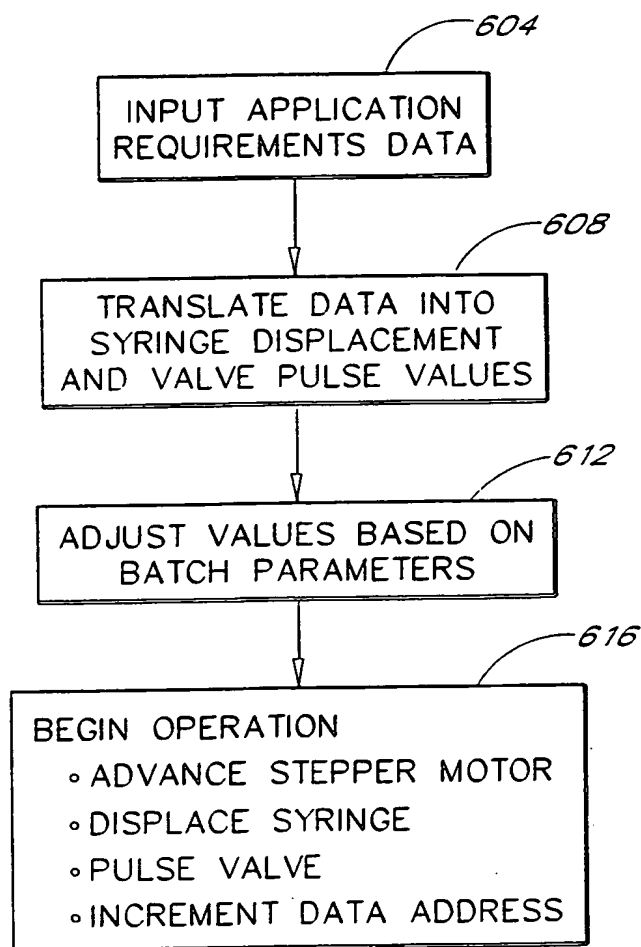 604
INPUT APPLICATION
REQUIREMENTS DATA
608
TRANSLATE DATA INTO
SYRINGE DISPLACEMENT
AND VALVE PULSE VALUES
612
ADJUST VALUES BASED ON
BATCH PARAMETERS
616
BEGIN OPERATION
∘ ADVANCE STEPPER MOTOR
∘ DISPLACE SYRINGE
∘ PULSE VALVE
∘ INCREMENT DATA ADDRESS